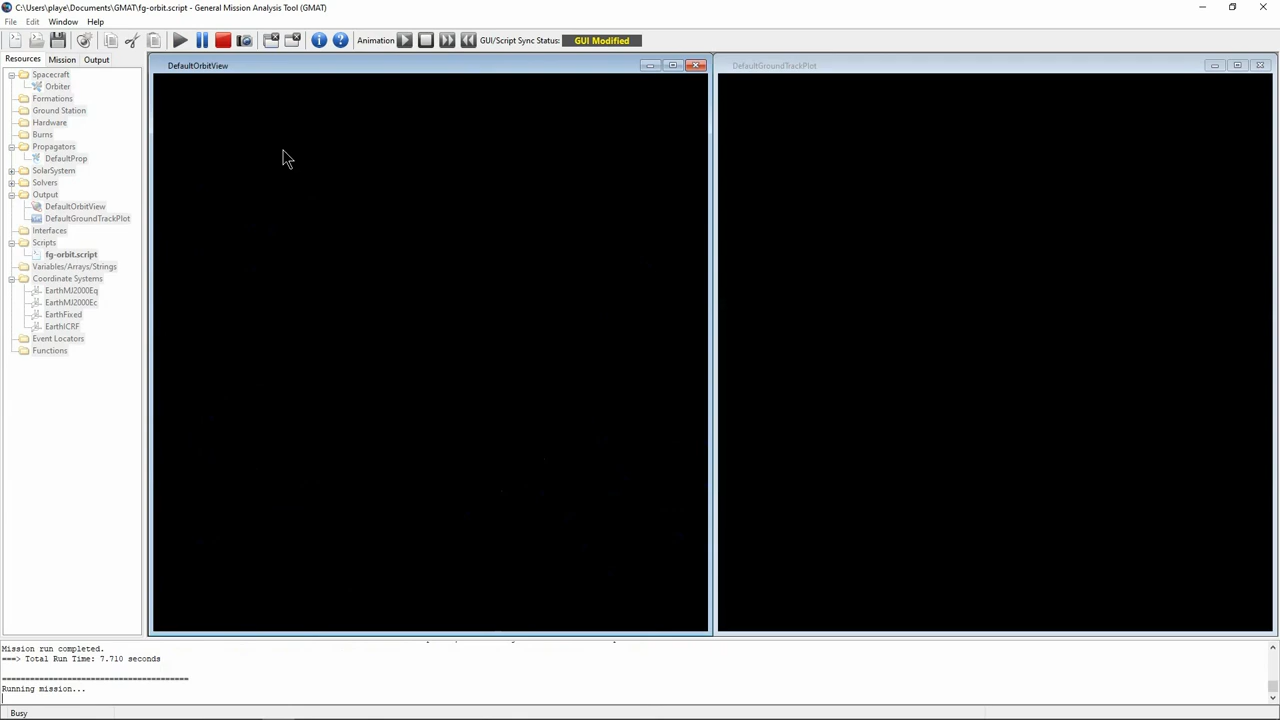 C:\Users\playe\Documents\GMAT\fg-orbit.script - General Mission Analysis Tool (GMAT)
File Edit Window Help
Animation GUI/Script Sync Status: GUI Modified
Resources Mission Output
Spacecraft
Orbiter
Formations
Ground Station
Hardware
Burns
Propagators
DefaultProp
SolarSystem
Solvers
Output
DefaultOrbitView
DefaultGroundTrackPlot
Interfaces
Scripts
fg-orbit.script
Variables/Arrays/Strings
Coordinate Systems
EarthMJ2000Eq
EarthMJ2000Ec
EarthFixed
EarthICRF
Event Locators
Functions
DefaultOrbitView
DefaultGroundTrackPlot
Mission run completed.
===> Total Run Time: 7.710 seconds
========================================
Running mission...
Busy